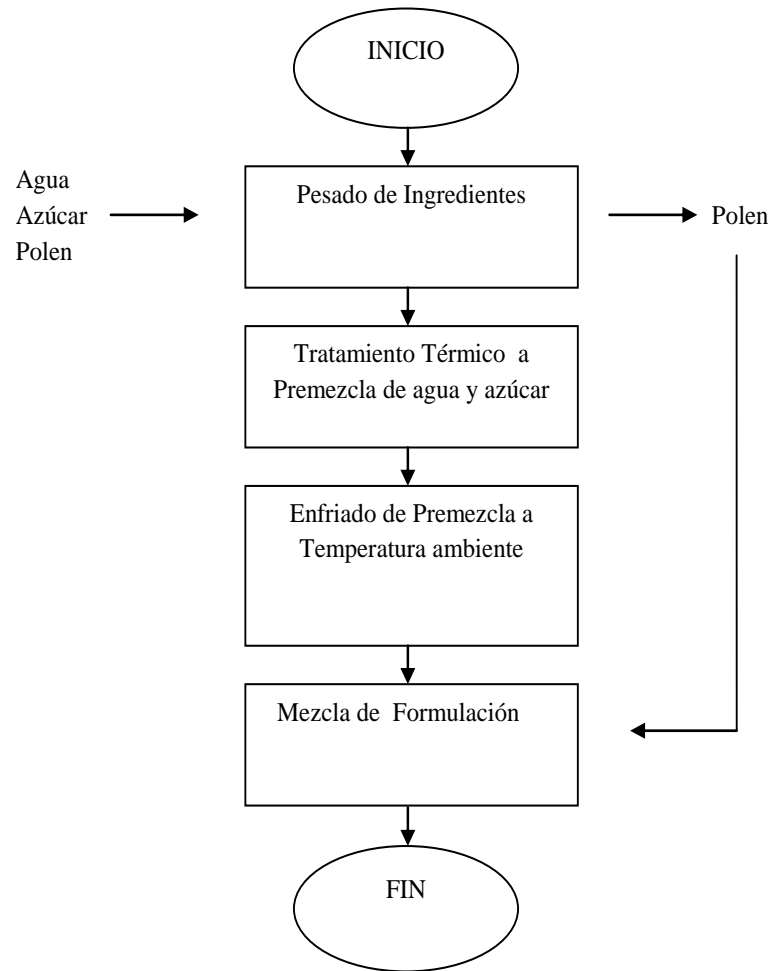 INICIO
Agua
Azúcar
Polen
Pesado de Ingredientes
Polen
Tratamiento Térmico a
Premezcla de agua y azúcar
Enfriado de Premezcla a
Temperatura ambiente
Mezcla de Formulación
FIN